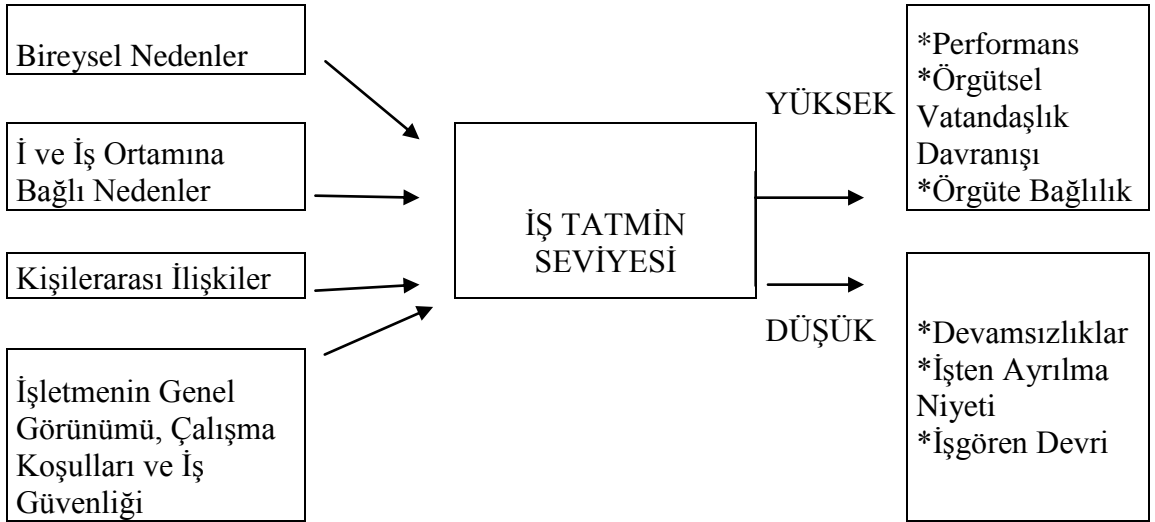 Bireysel Nedenler
İ ve İş Ortamına
Bağlı Nedenler
Kişilerarası İlişkiler
İşletmenin Genel
Görünümü, Çalışma
Koşulları ve İş
Güvenliği
İŞ TATMİN
SEVİYESİ
YÜKSEK
*Performans
*Örgütsel
Vatandaşlık
Davranışı
*Örgüte Bağlılık
DÜŞÜK
*Devamsızlıklar
*İşten Ayrılma
Niyeti
*İşgören Devri